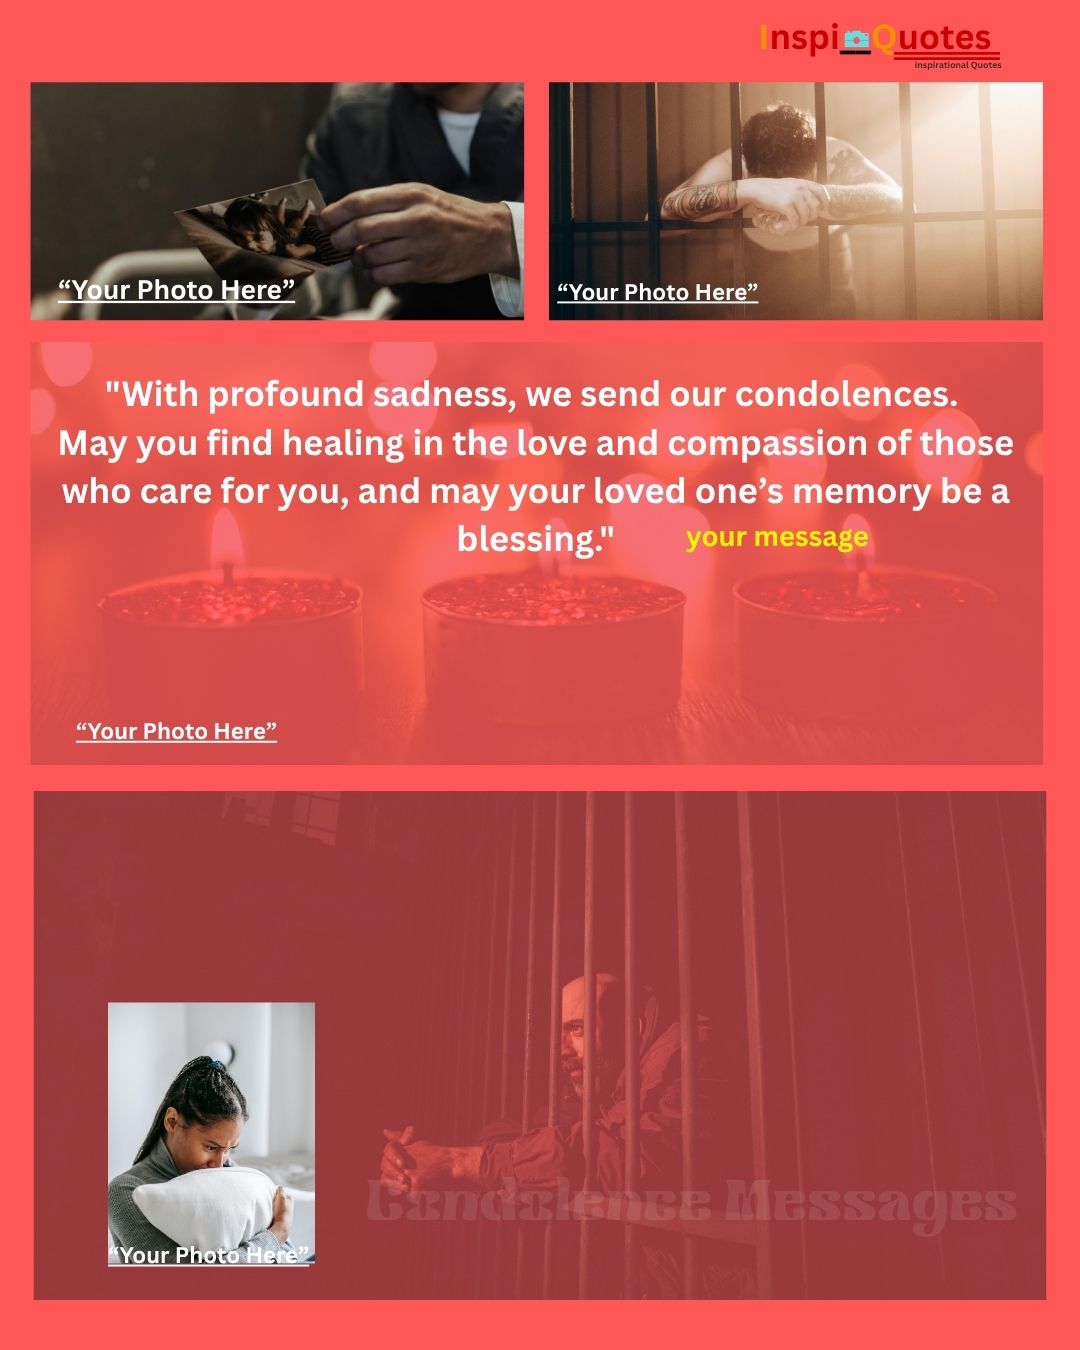 InspiQuotes
Inspirational Quotes
“Your Photo Here”
“Your Photo Here”
"With profound sadness, we send our condolences.
May you find healing in the love and compassion of those
who care for you, and may your loved one’s memory be a
blessing."
your message
“Your Photo Here”
Condolence Messages
“Your Photo Here”